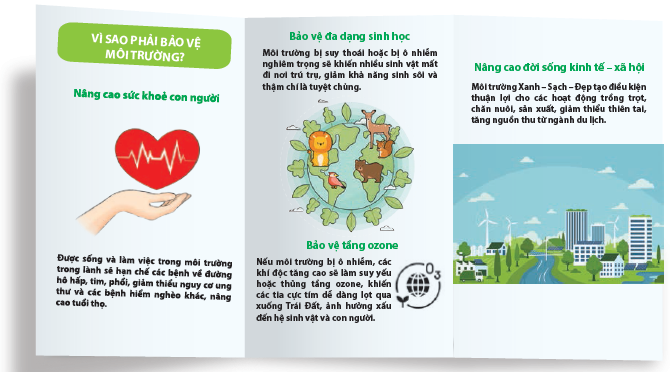 VÌ SAO PHẢI BẢO VỆ
MÔI TRƯỜNG?
Nâng cao sức khoẻ con người
Được sống và làm việc trong môi trường
trong lành sẽ hạn chế các bệnh về đường
hô hấp, tim, phổi, giảm thiểu nguy cơ ung
thư và các bệnh hiểm nghèo khác, nâng
cao tuổi thọ.
Bảo vệ đa dạng sinh học
Môi trường bị suy thoái hoặc bị ô nhiễm
nghiêm trọng sẽ khiến nhiều sinh vật mất
đi nơi trú trụ, giảm khả năng sinh sôi và
thậm chí là tuyệt chủng.
Bảo vệ tầng ozone
Nếu môi trường bị ô nhiễm, các
khí độc tăng cao sẽ làm suy yếu
hoặc thủng tầng ozone, khiến
các tia cực tím dễ dàng lọt qua
xuống Trái Đất, ảnh hưởng xấu
đến hệ sinh vật và con người.
O3
Nâng cao đời sống kinh tế – xã hội
Môi trường Xanh – Sạch – Đẹp tạo điều kiện
thuận lợi cho các hoạt động trồng trọt,
chăn nuôi, sản xuất, giảm thiểu thiên tai,
tăng nguồn thu từ ngành du lịch.